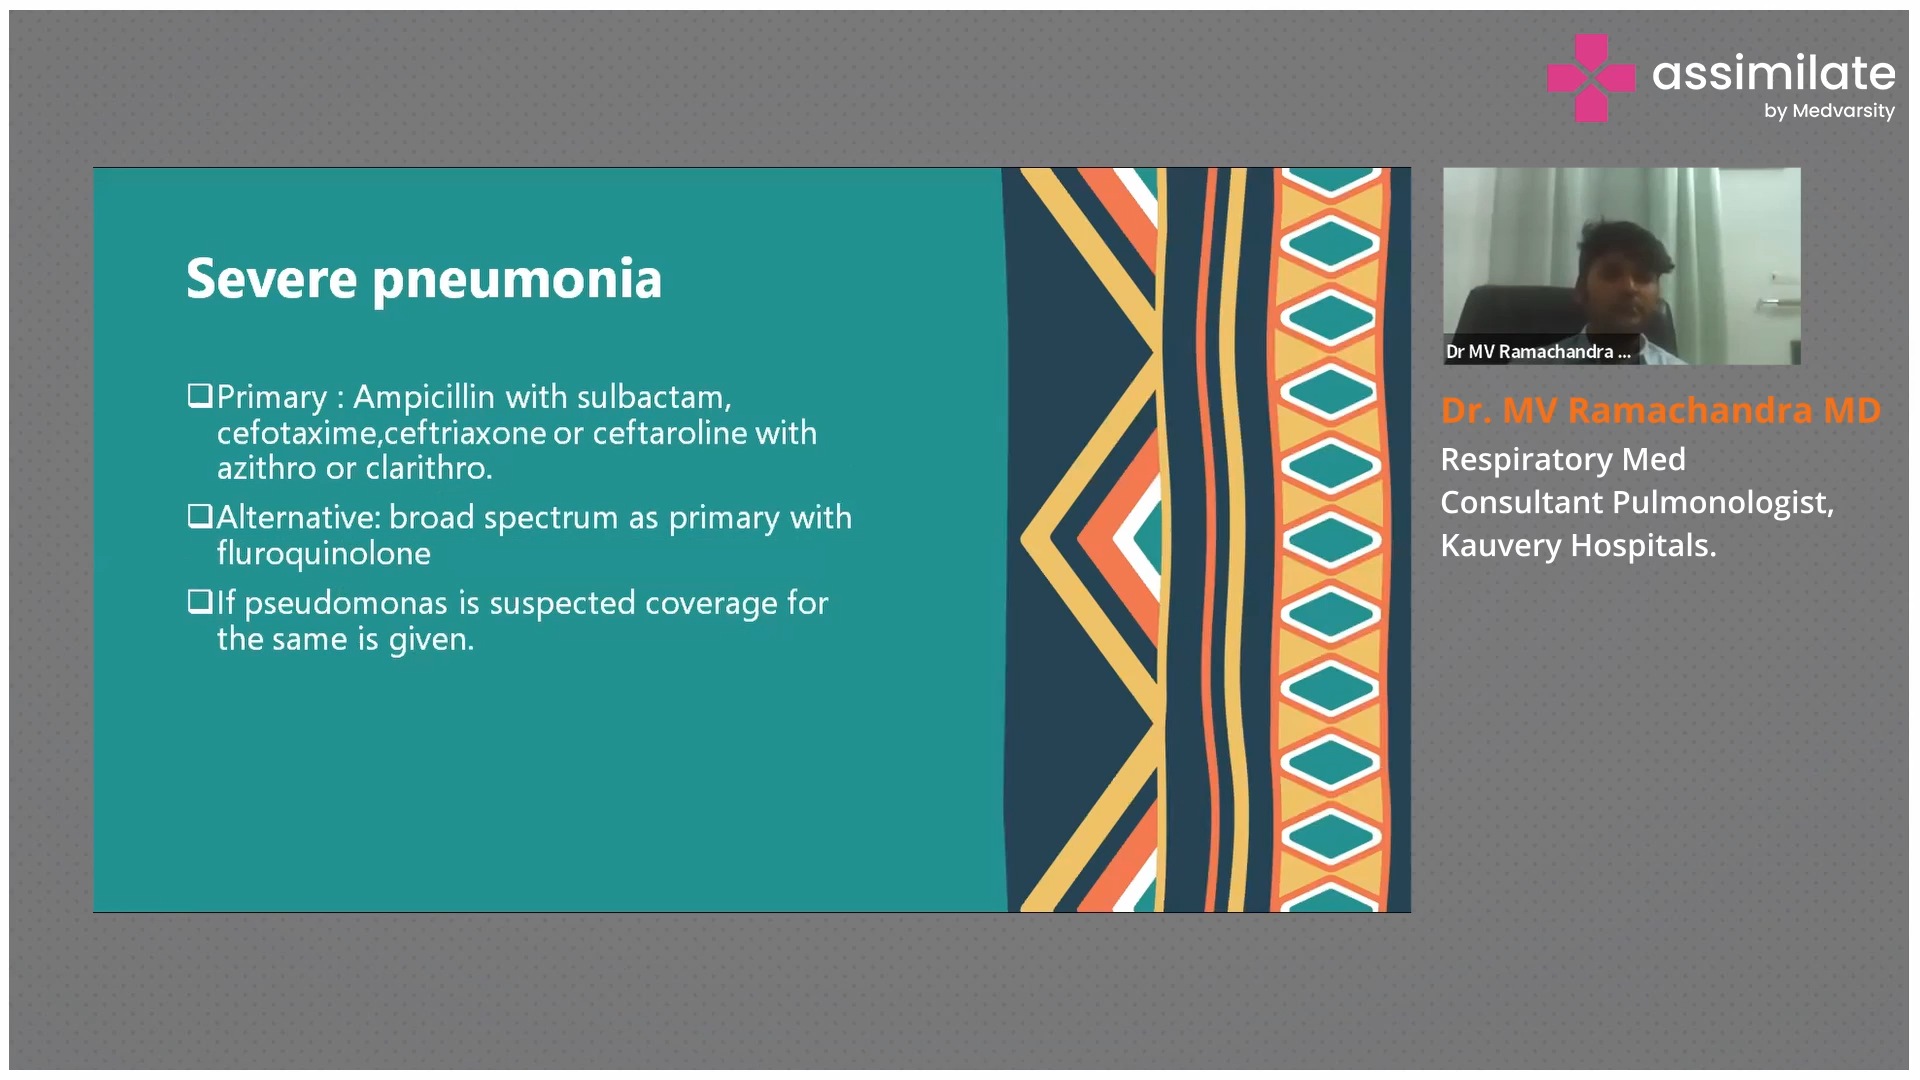 assimilate
by Medvarsity
Severe pneumonia
❑Primary : Ampicillin with sulbactam,
cefotaxime,ceftriaxone or ceftaroline with
azithro or clarithro.
❑Alternative: broad spectrum as primary with
fluroquinolone
❑If pseudomonas is suspected coverage for
the same is given.
Dr MV Ramachandra ...
Dr. MV Ramachandra MD
Respiratory Med
Consultant Pulmonologist,
Kauvery Hospitals.